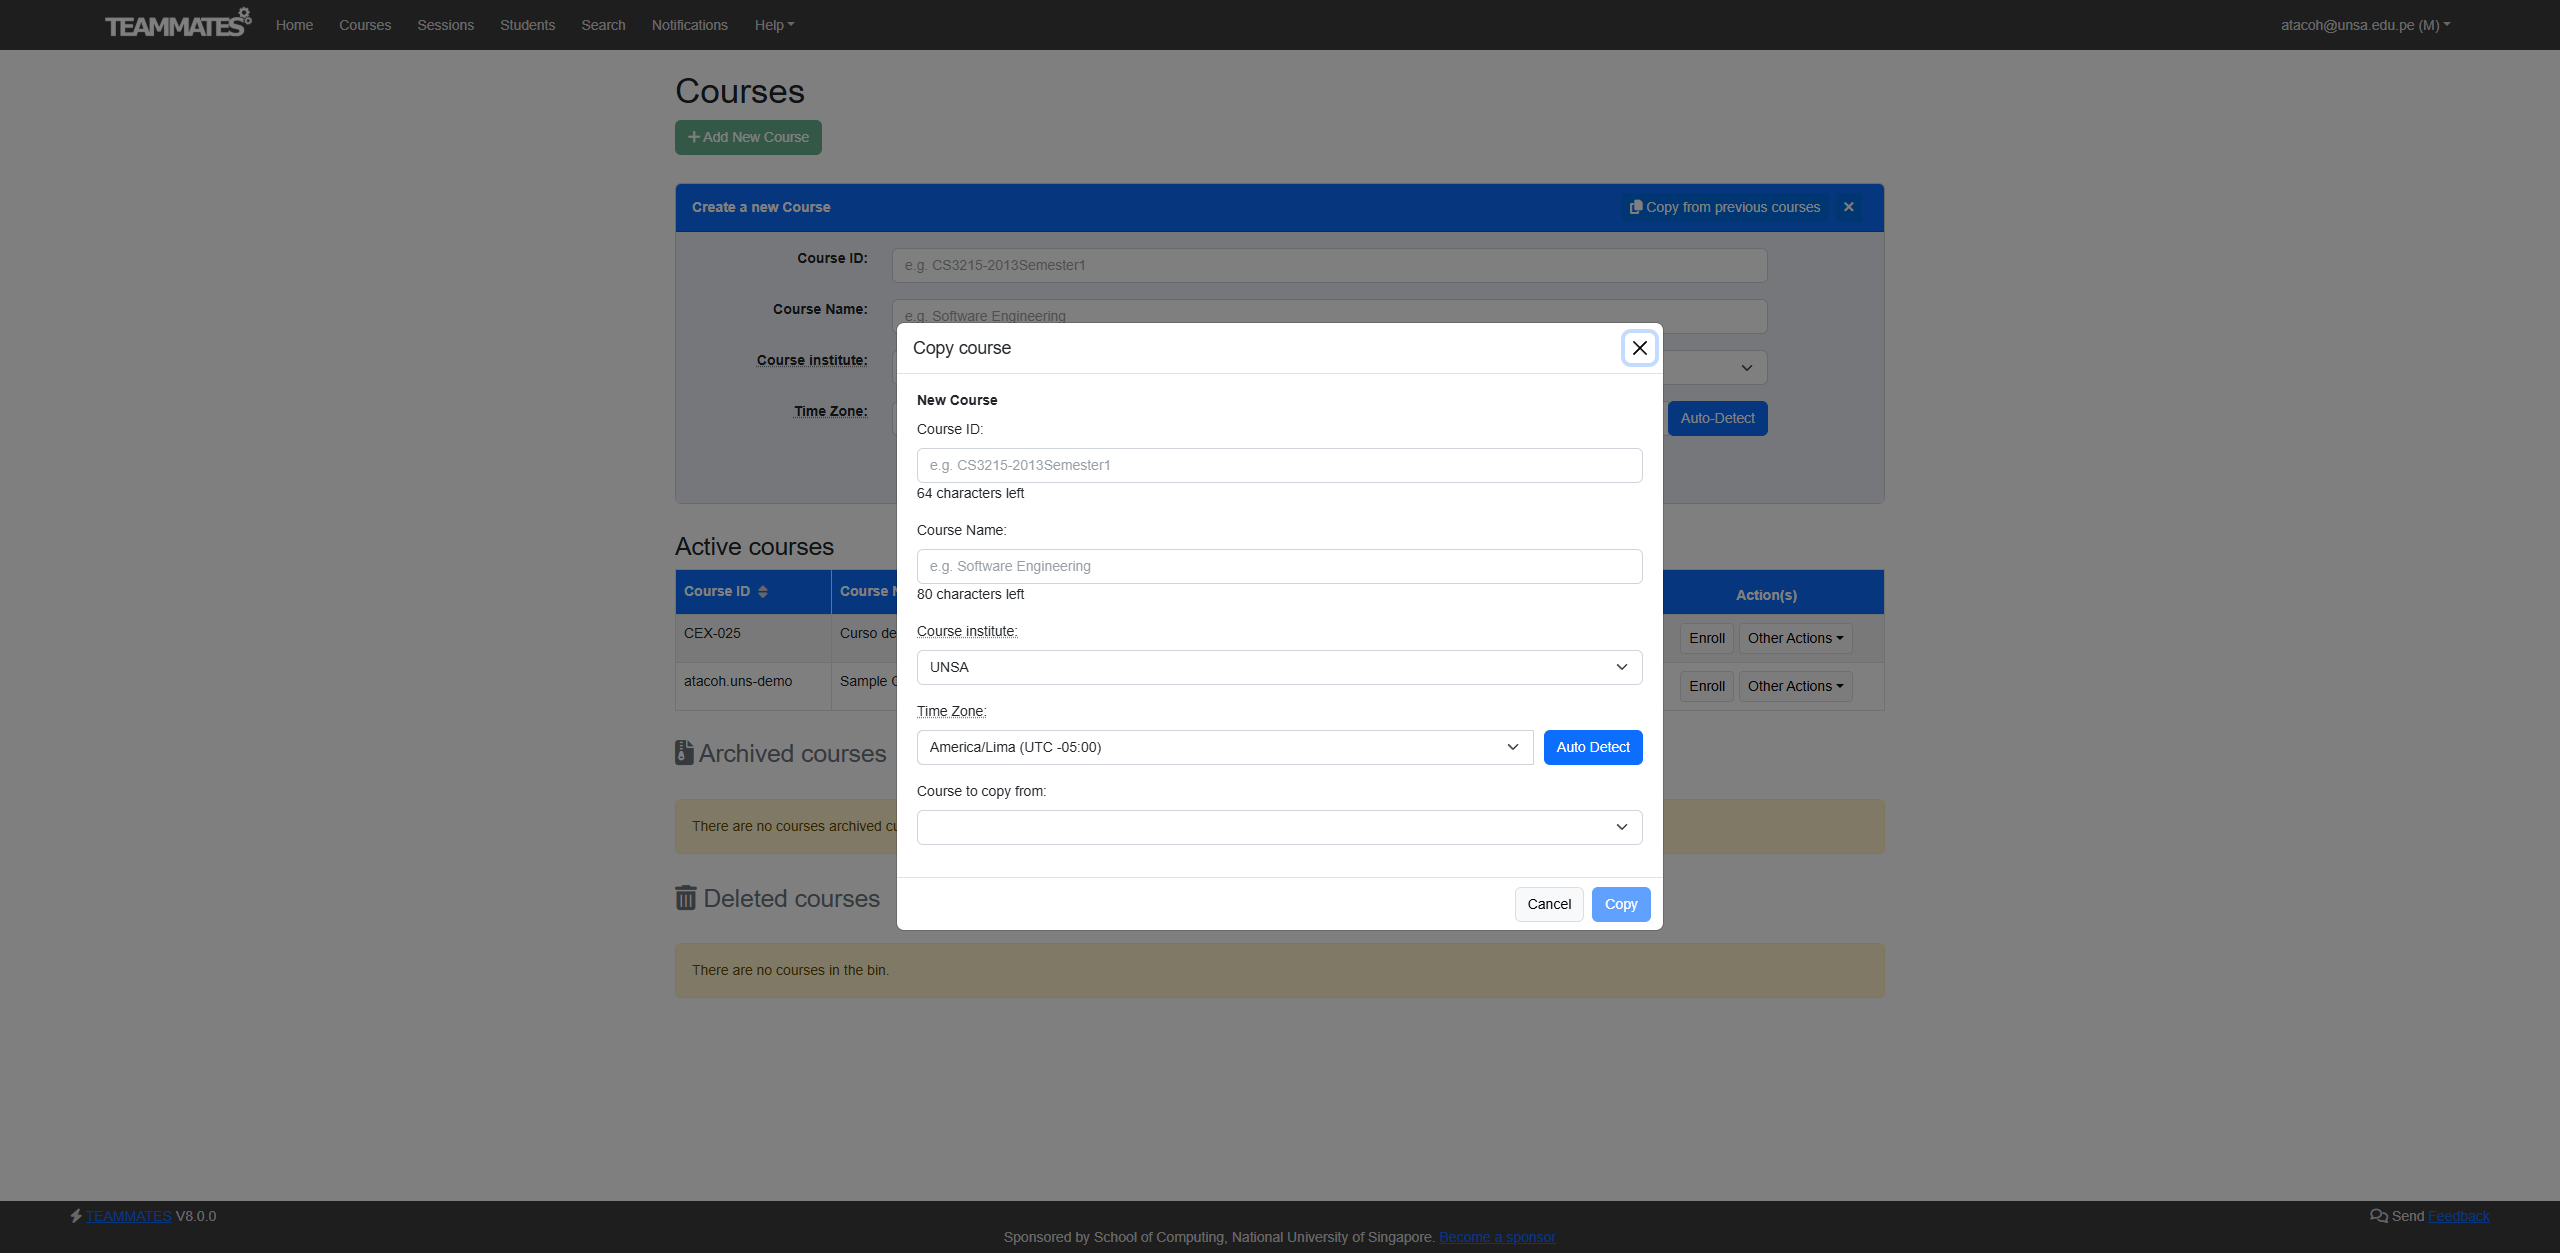 TEAMMATES Home Courses Sessions Students Search Notifications Help atacoh@unsa.edu.pe (M)
Courses
Add New Course
Create a new Course Copy from previous courses
Course ID: e.g. CS3215-2013Semester1
Course Name: e.g. Software Engineering
Course institute:
Time Zone: Auto-Detect
Copy course
New Course
Course ID:
e.g. CS3215-2013Semester1
64 characters left
Course Name:
e.g. Software Engineering
80 characters left
Course institute:
UNSA
Time Zone:
America/Lima (UTC -05:00) Auto Detect
Course to copy from:
Cancel Copy
Active courses
Course ID Course Action(s)
CEX-025 Curso de Enroll Other Actions
atacoh.uns-demo Sample Enroll Other Actions
Archived courses
There are no courses archived
Deleted courses
There are no courses in the bin.
TEAMMATES V8.0.0 Send Feedback
Sponsored by School of Computing, National University of Singapore. Become a sponsor